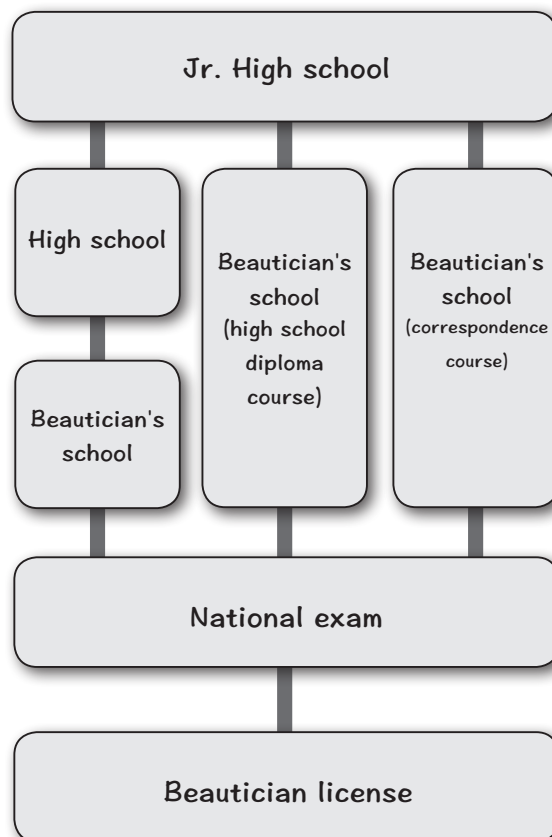 Jr. High school
High school
Beautician's
school
Beautician's
school
(high school
diploma
course)
Beautician's
school
(correspondence
course)
National exam
Beautician license